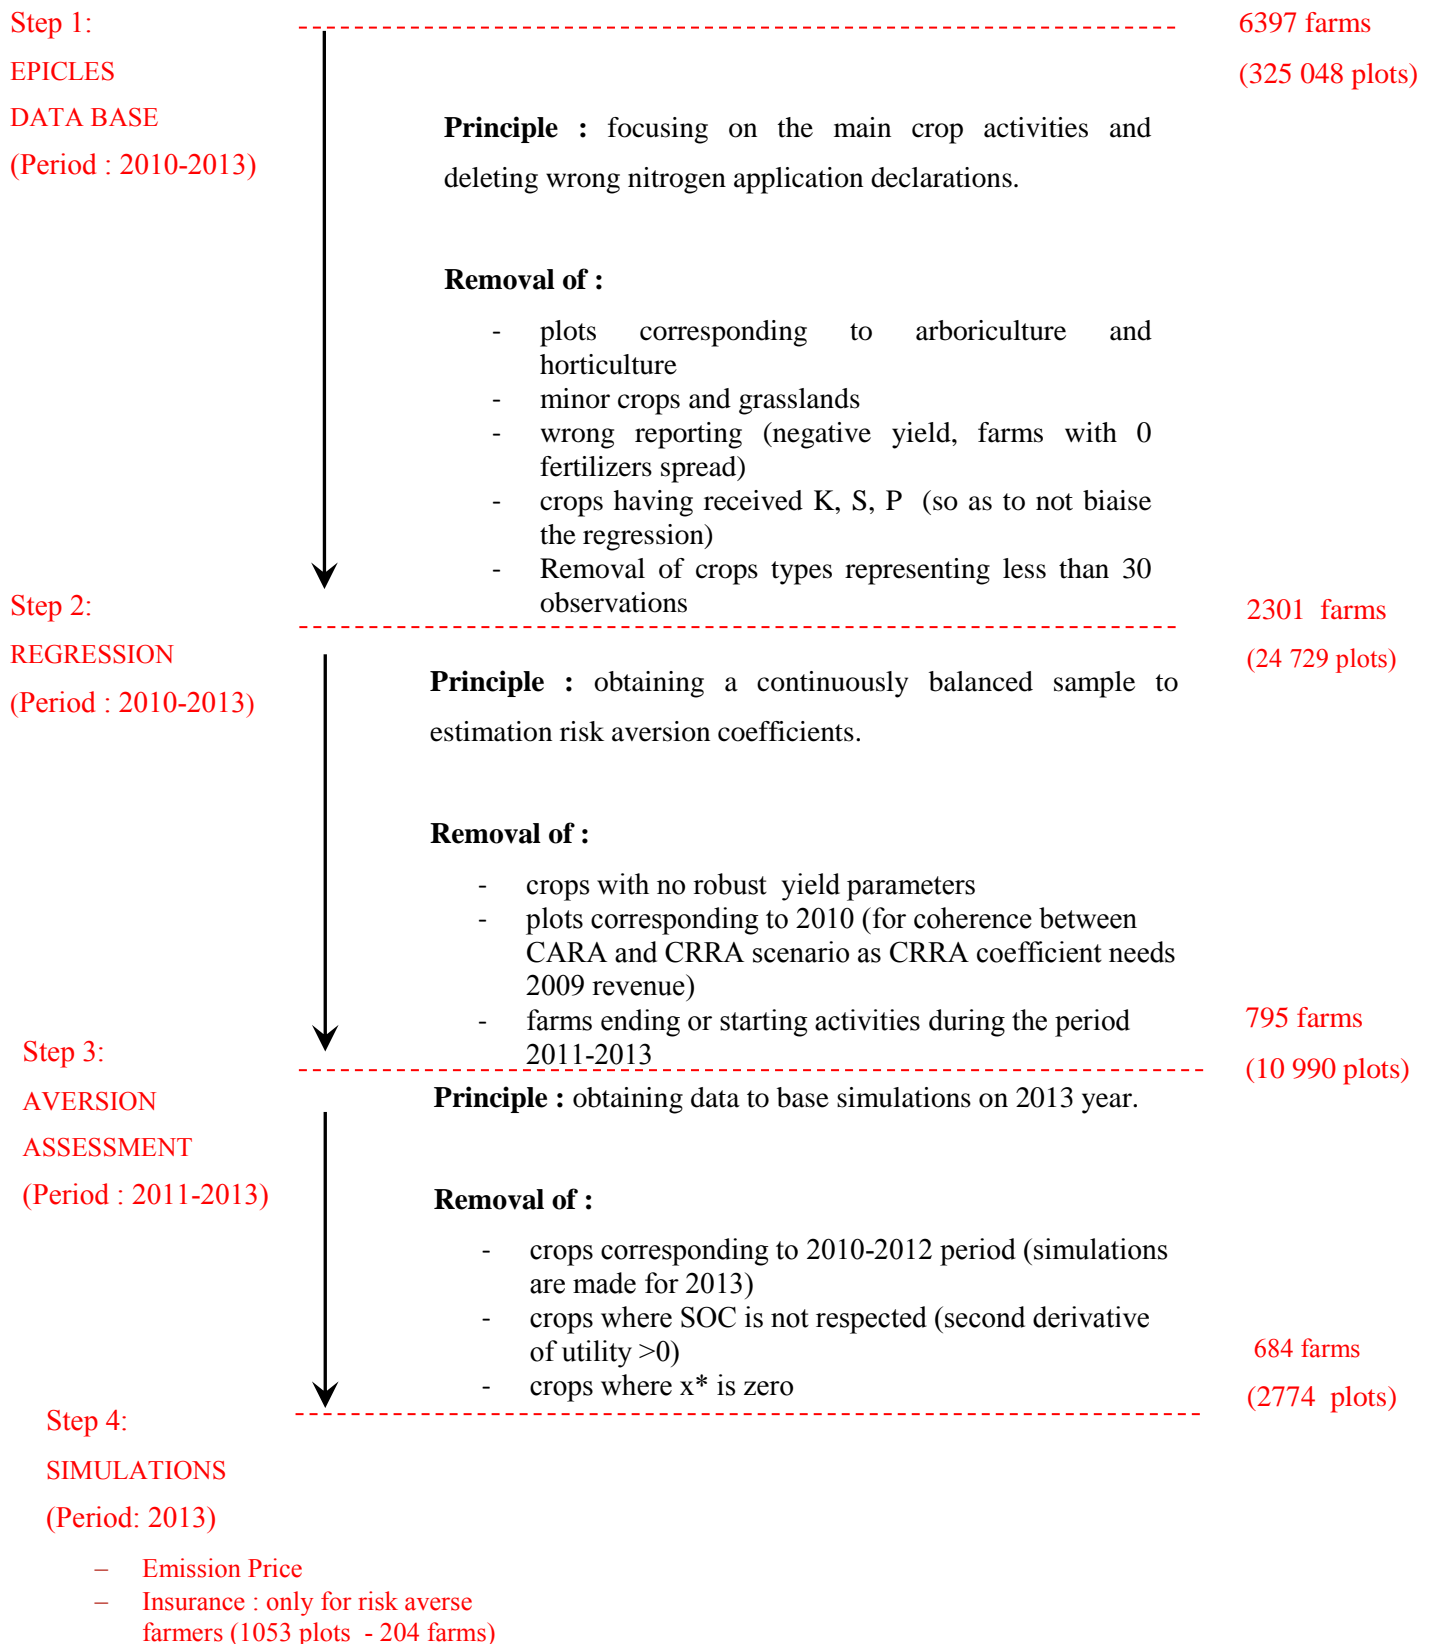 Step 1:
6397 farms
EPICLES
(325 048 plots)
DATA BASE
(Period : 2010-2013)
Principle : focusing on the main crop activities and
deleting wrong nitrogen application declarations.
Removal of :
- plots corresponding to arboriculture and
horticulture
- minor crops and grasslands
- wrong reporting (negative yield, farms with 0
fertilizers spread)
- crops having received K, S, P (so as to not biaise
the regression)
- Removal of crops types representing less than 30
observations
Step 2:
2301 farms
REGRESSION
(24 729 plots)
(Period : 2010-2013)
Principle : obtaining a continuously balanced sample to
estimation risk aversion coefficients.
Removal of :
- crops with no robust yield parameters
- plots corresponding to 2010 (for coherence between
CARA and CRRA scenario as CRRA coefficient needs
2009 revenue)
- farms ending or starting activities during the period
2011-2013
795 farms
(10 990 plots)
Step 3:
AVERSION
ASSESSMENT
(Period : 2011-2013)
Principle : obtaining data to base simulations on 2013 year.
Removal of :
- crops corresponding to 2010-2012 period (simulations
are made for 2013)
- crops where SOC is not respected (second derivative
of utility >0)
- crops where x* is zero
684 farms
(2774 plots)
Step 4:
SIMULATIONS
(Period: 2013)
– Emission Price
– Insurance : only for risk averse
farmers (1053 plots - 204 farms)